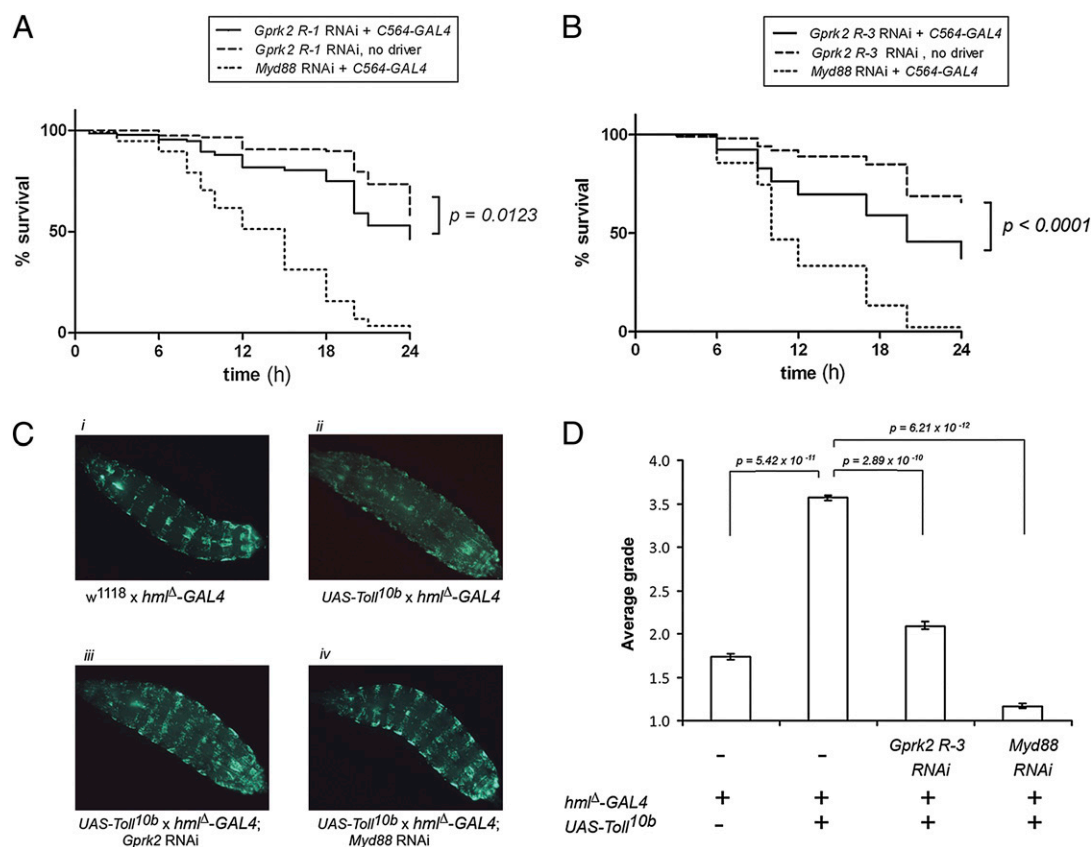 A
Gprk2 R-1 RNAi + C564-GAL4
Gprk2 R-1 RNAi, no driver
Myd88 RNAi + C564-GAL4
% survival
100
50
0
0 6 12 18 24
time (h)
p = 0.0123
B
Gprk2 R-3 RNAi + C564-GAL4
Gprk2 R-3 RNAi , no driver
Myd88 RNAi + C564-GAL4
% survival
100
50
0
0 6 12 18 24
time (h)
p < 0.0001
C
i
w1118 x hmlΔ-GAL4
ii
UAS-Toll10b x hmlΔ-GAL4
iii
UAS-Toll10b x hmlΔ-GAL4;
Gprk2 RNAi
iv
UAS-Toll10b x hmlΔ-GAL4;
Myd88 RNAi
D
p = 6.21 x 10-12
p = 5.42 x 10-11
p = 2.89 x 10-10
Average grade
4.0
3.5
3.0
2.5
2.0
1.5
1.0
- - Gprk2 R-3 RNAi Myd88 RNAi
hmlΔ-GAL4 + + + +
UAS-Toll10b - + + +